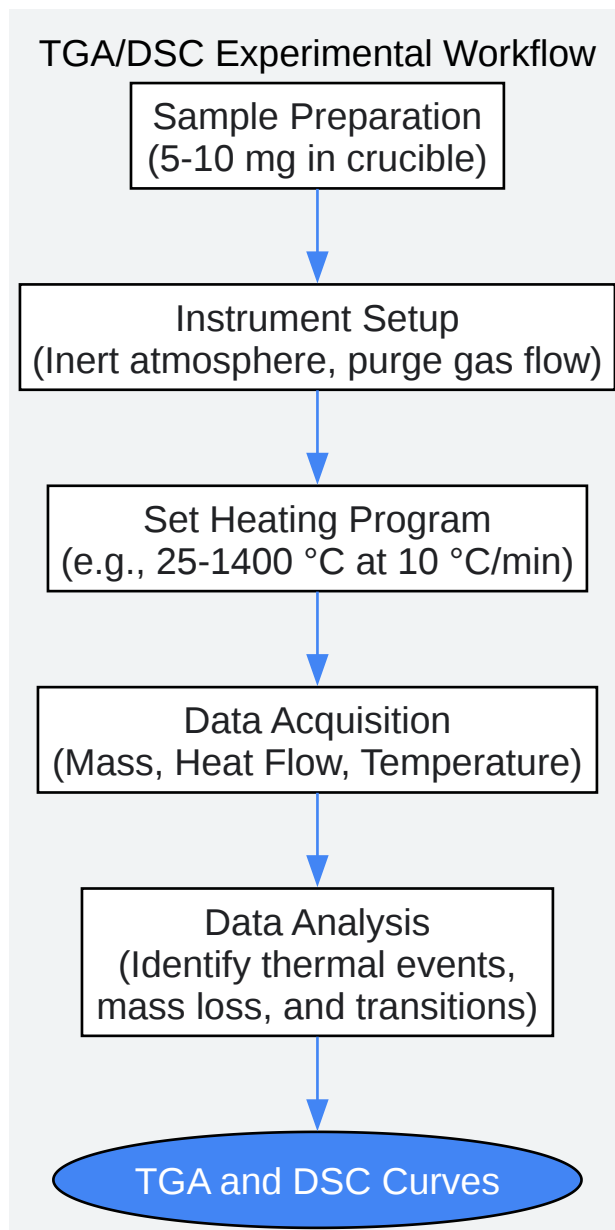 TGA/DSC Experimental Workflow
Sample Preparation
(5-10 mg in crucible)
Instrument Setup
(Inert atmosphere, purge gas flow)
Set Heating Program
(e.g., 25-1400 °C at 10 °C/min)
Data Acquisition
(Mass, Heat Flow, Temperature)
Data Analysis
(Identify thermal events,
mass loss, and transitions)
TGA and DSC Curves